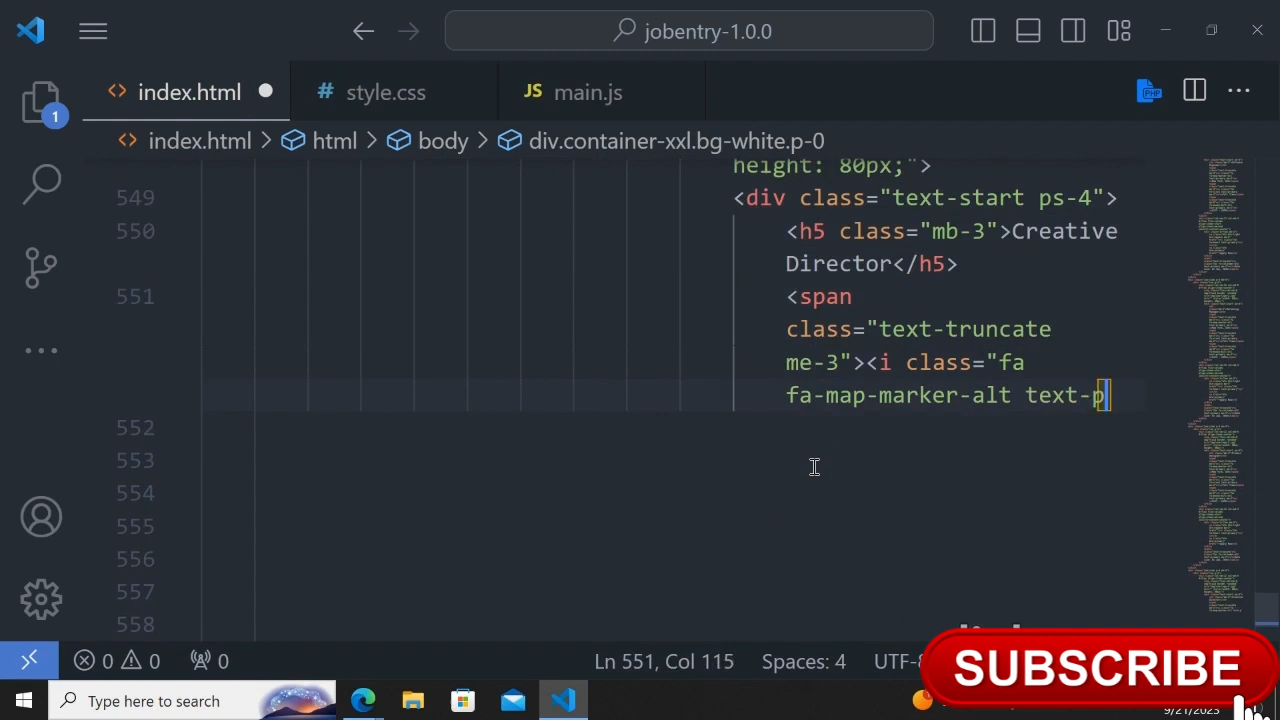 jobentry-1.0.0
index.html
# style.css
JS main.js
PHP
1
index.html > html > body > div.container-xxl.bg-white.p-0
height: 80px;">
549 <div class="text-start ps-4">
550 <h5 class="mb-3">Creative
Director</h5>
551 <span
class="text-truncate
me-3"><i class="fa
fa-map-marker-alt text-p
552
553
554
555
556
557
558
0 0 0
Ln 551, Col 115 Spaces: 4 UTF-8
SUBSCRIBE
Type here to search
9/21/2023